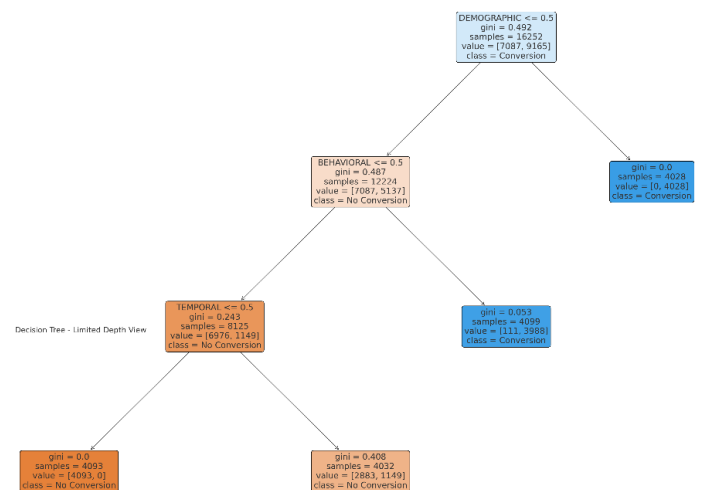 DEMOGRAPHIC <= 0.5
gini = 0.492
samples = 16252
value = [7087, 9165]
class = Conversion
BEHAVIORAL <= 0.5
gini = 0.487
samples = 12224
value = [7087, 5137]
class = No Conversion
gini = 0.0
samples = 4028
value = [0, 4028]
class = Conversion
TEMPORAL <= 0.5
gini = 0.243
samples = 8125
value = [6976, 1149]
class = No Conversion
gini = 0.053
samples = 4099
value = [111, 3988]
class = Conversion
Decision Tree - Limited Depth View
gini = 0.0
samples = 4093
value = [4093, 0]
class = No Conversion
gini = 0.408
samples = 4032
value = [2883, 1149]
class = No Conversion